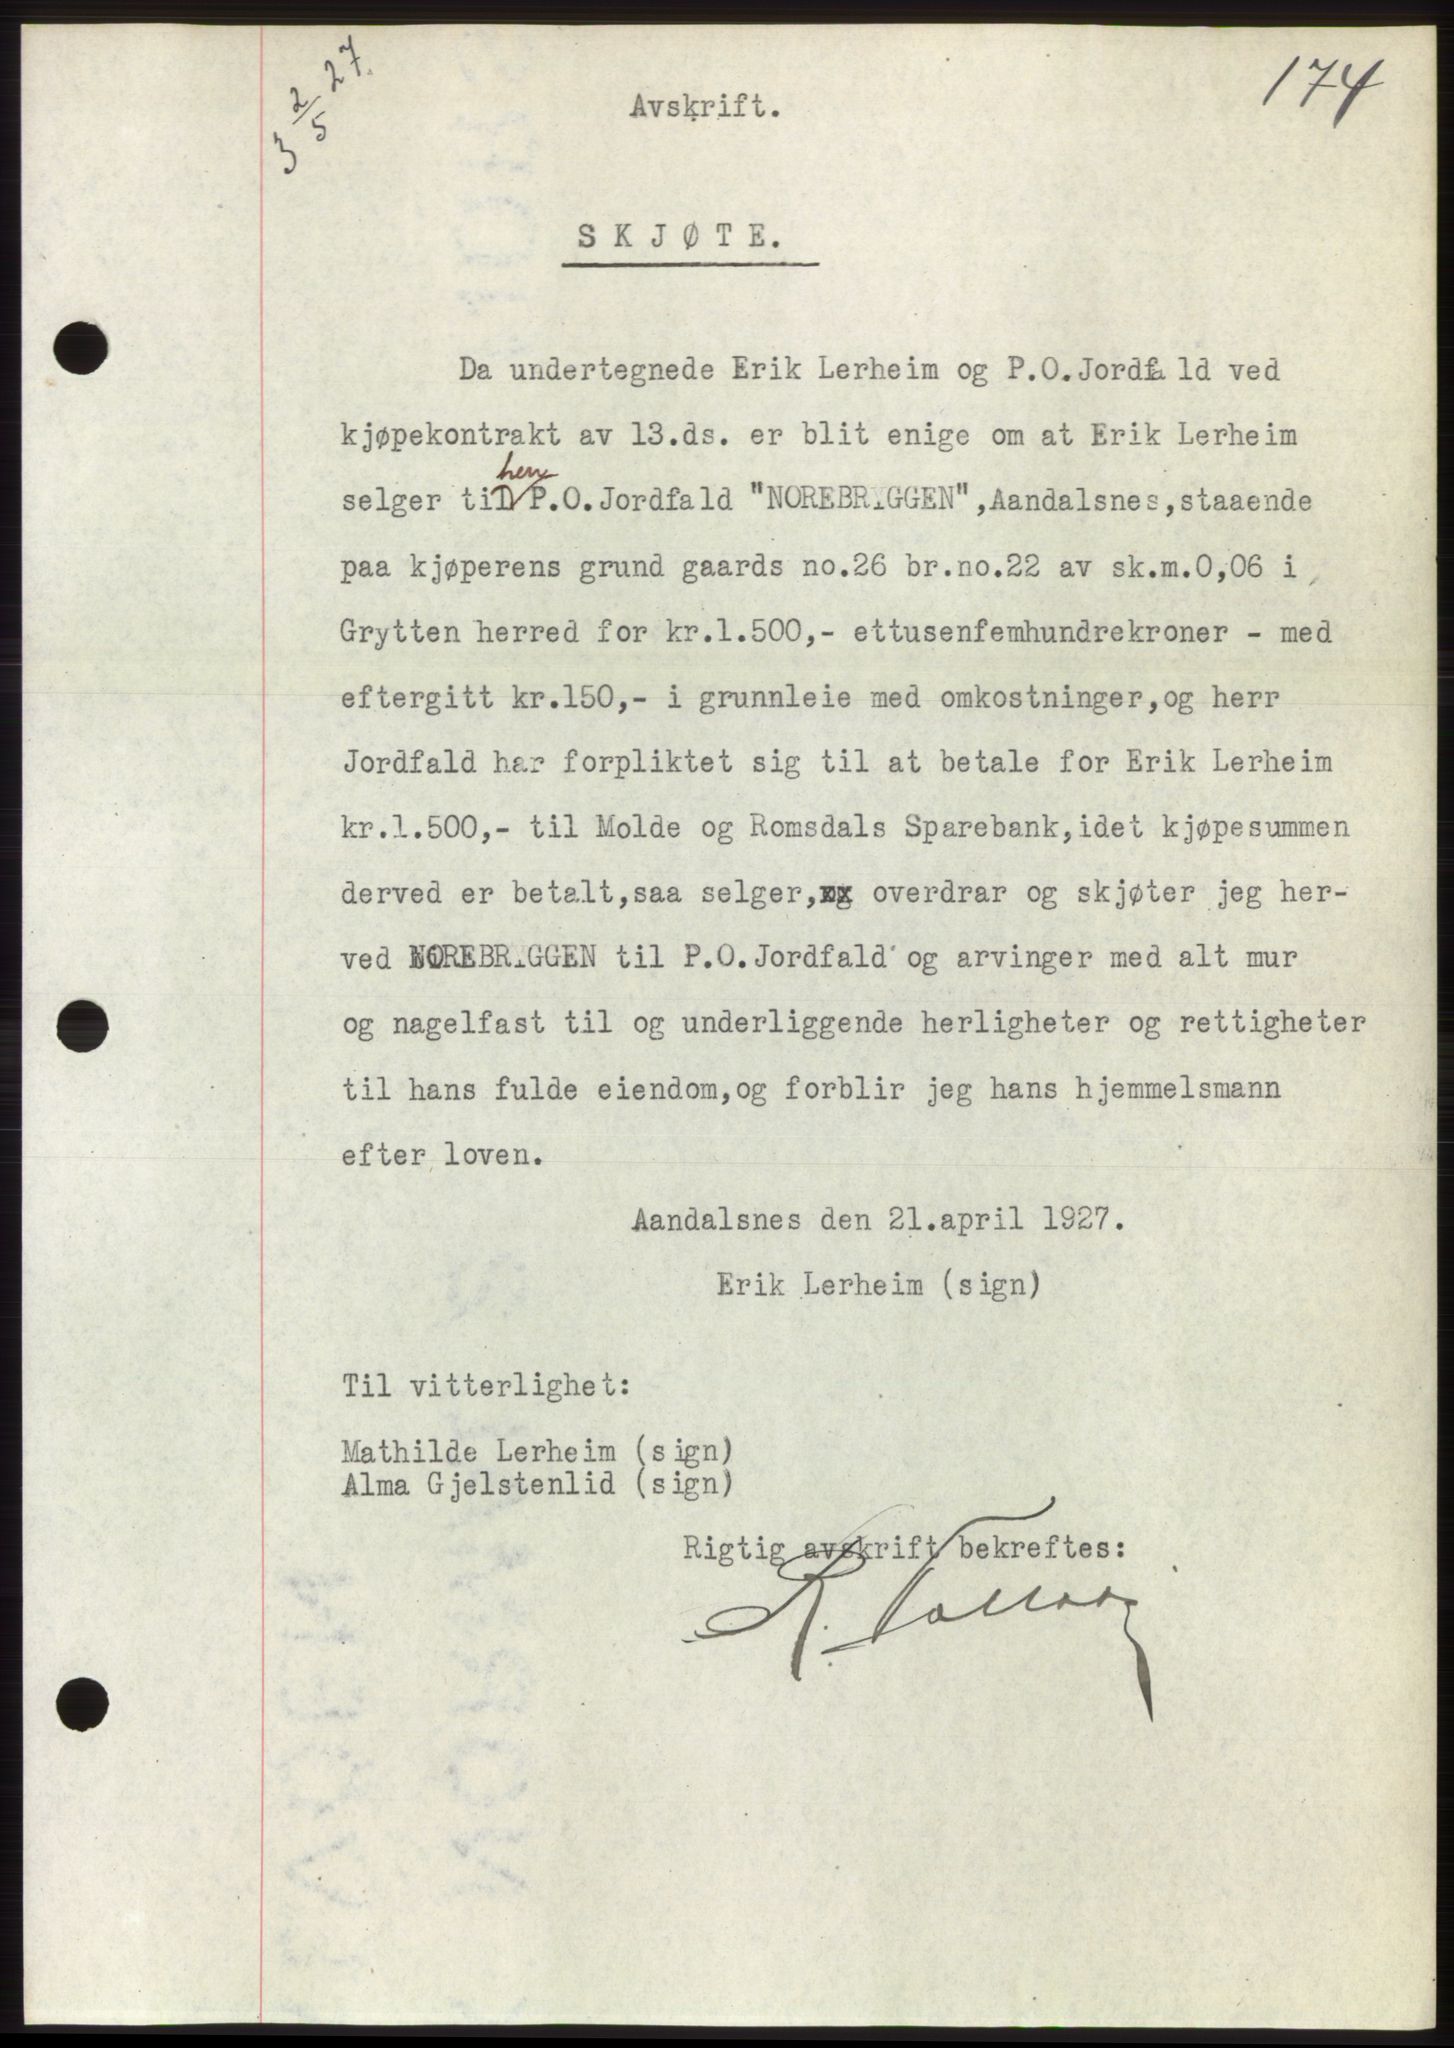 3 2/5 27.
174
Avskrift.
SKJØTE.
Da undertegnede Erik Lerheim og P.O.Jordfald ved
kjøpekontrakt av 13.ds. er blit enige om at Erik Lerheim
herr
selger til P.O.Jordfald "NOREBRIGGEN",Aandalsnes,staaende
paa kjøperens grund gaards no.26 br.no.22 av sk.m.0,06 i
Grytten herred for kr.1.500,- ettusenfemhundrekroner - med
eftergitt kr.150,- i grunnleie med omkostninger,og herr
Jordfald har forpliktet sig til at betale for Erik Lerheim
kr.1.500,- til Molde og Romsdals Sparebank,idet kjøpesummen
derved er betalt,saa selger, overdrar og skjøter jeg her-
ved NOREBRIGGEN til P.O.Jordfald og arvinger med alt mur
og nagelfast til og underliggende herligheter og rettigheter
til hans fulde eiendom,og forblir jeg hans hjemmelsmann
efter loven.
Aandalsnes den 21.april 1927.
Erik Lerheim (sign)
Til vitterlighet:
Mathilde Lerheim (sign)
Alma Gjelstenlid (sign)
Rigtig avskrift bekreftes: